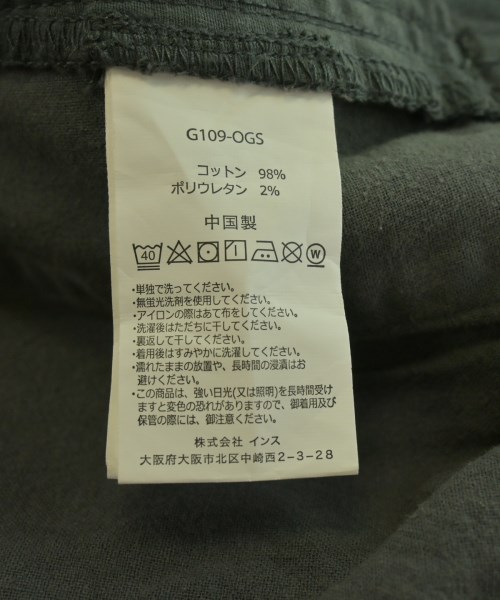 G109-OGS
コットン 98%
ポリウレタン 2%
中国製
40
W
・単独で洗ってください。
・無蛍光洗剤を使用してください。
・アイロンの際はあて布をしてください。
・洗濯後はただちに干してください。
・裏返して干してください。
・着用後はすみやかに洗濯してください。
・濡れたままの放置や、長時間の浸漬はお
避けください。
・この商品は、強い日光(又は照明)を長時間受け
ますと変色の恐れがありますので、御着用及び
保管の際には、御注意ください。
株式会社 インス
大阪府大阪市北区中崎西2-3-28